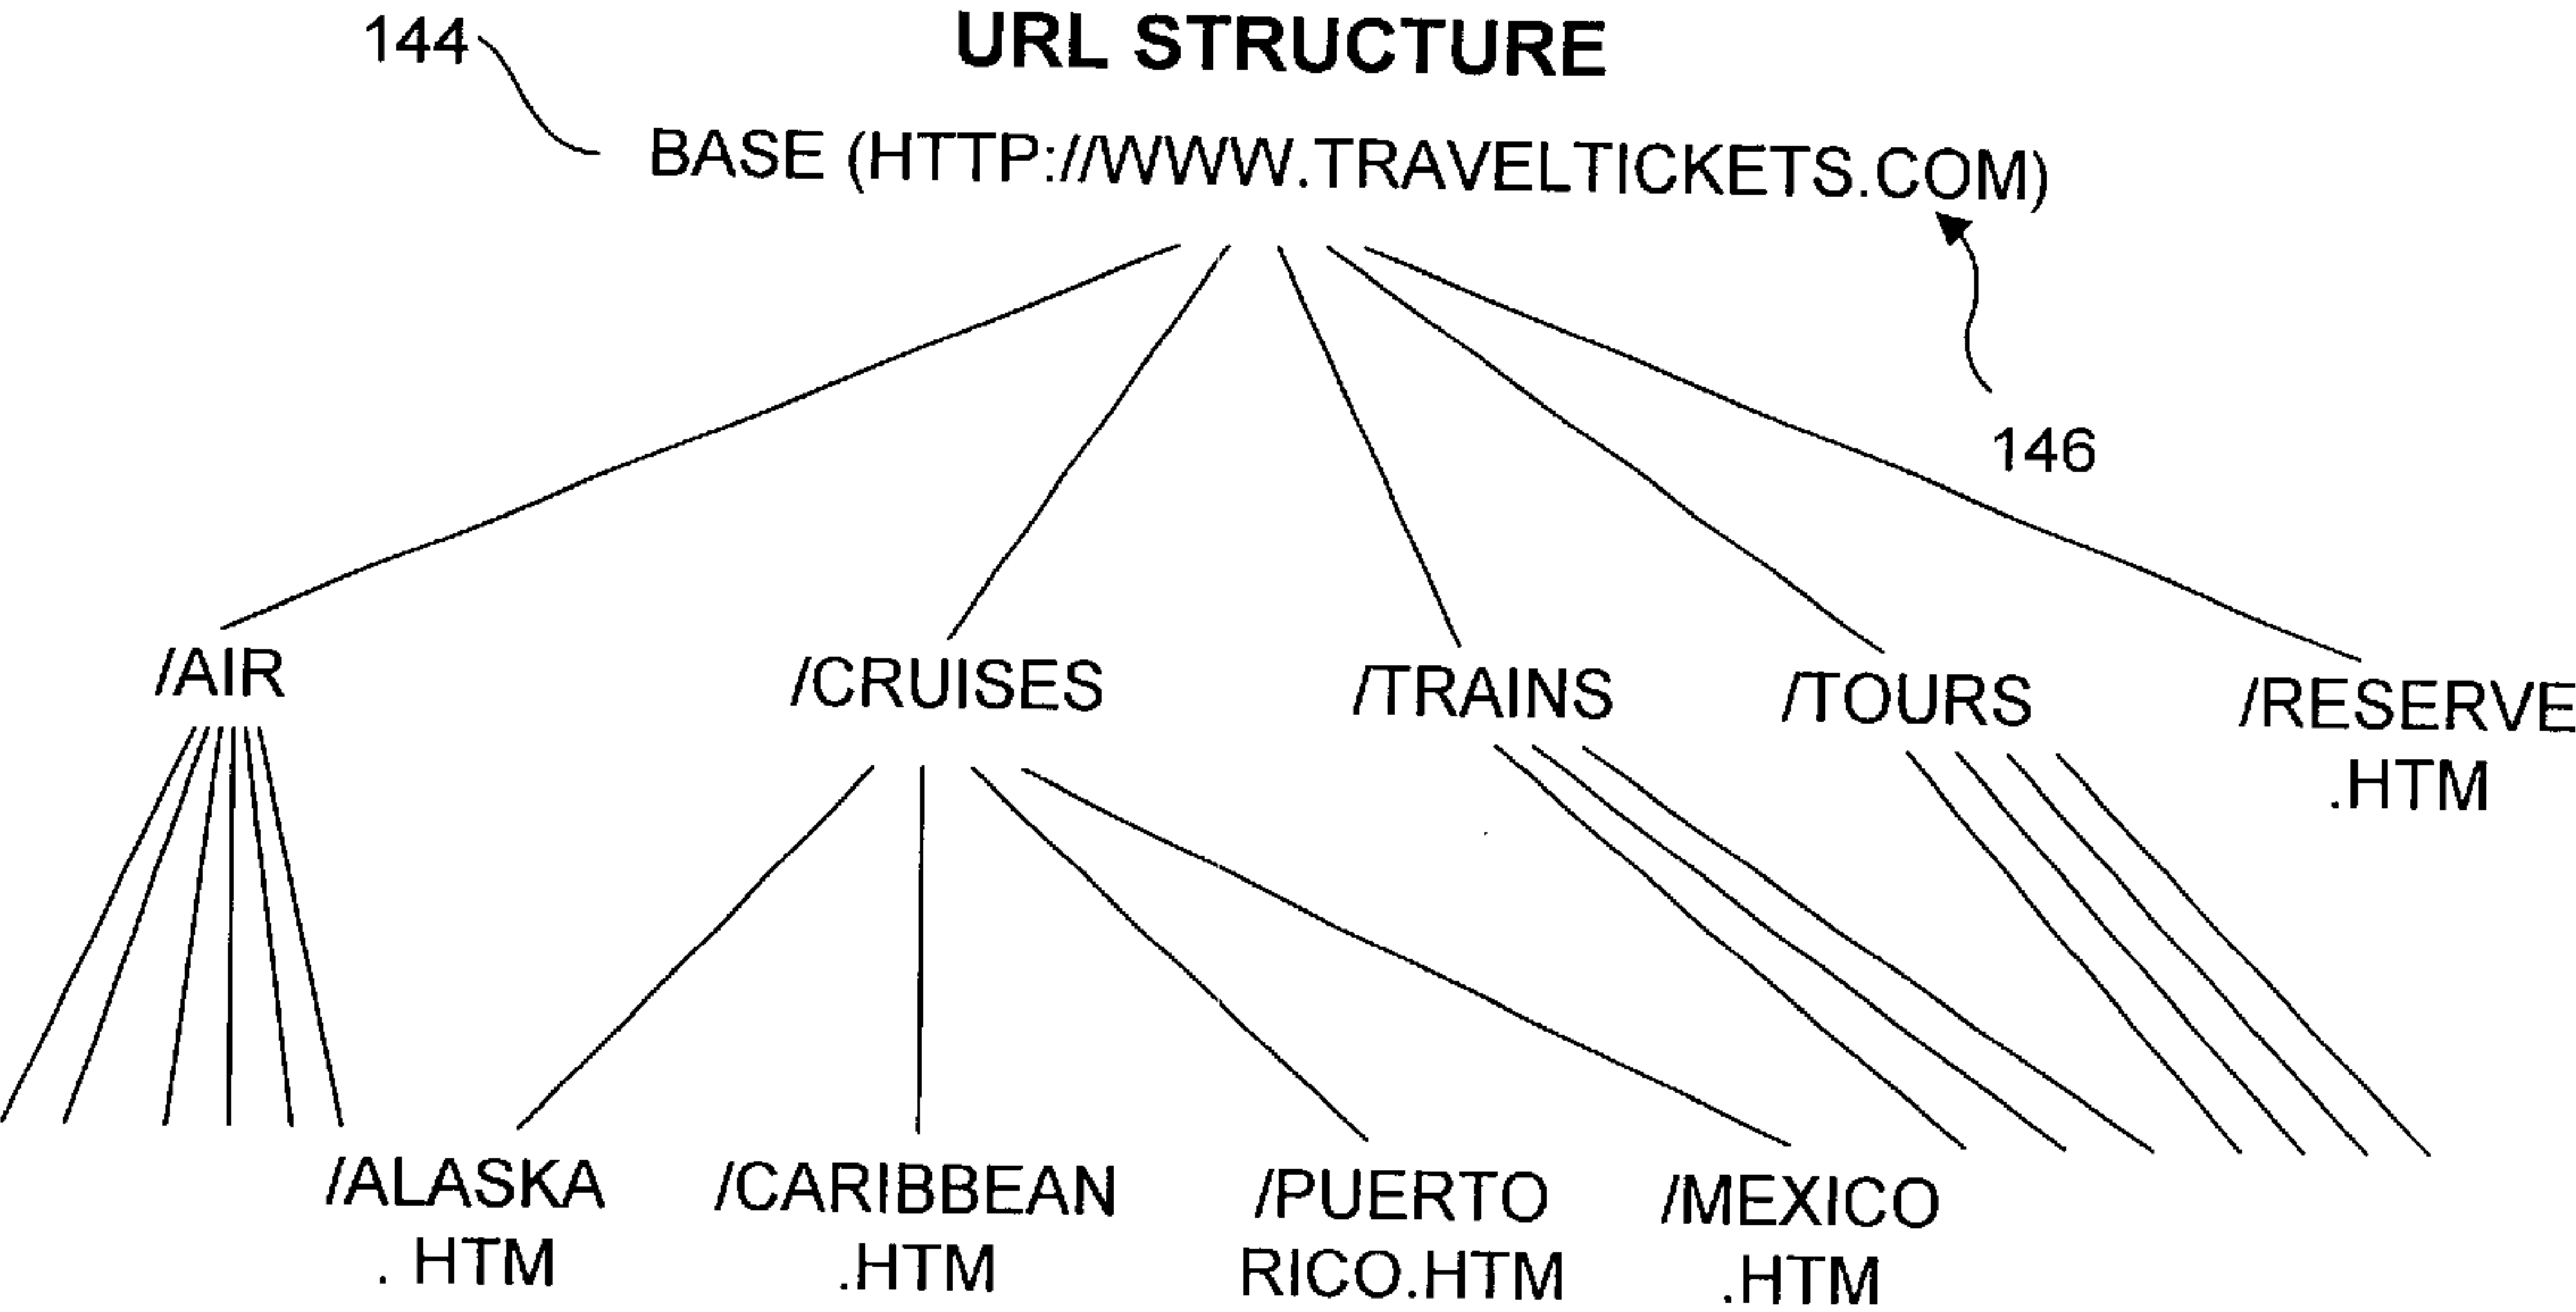 144
URL STRUCTURE
BASE (HTTP://WWW.TRAVELTICKETS.COM)
146
/AIR
/CRUISES
/TRAINS
/TOURS
/RESERVE
.HTM
/ALASKA
. HTM
/CARIBBEAN
.HTM
/PUERTO
RICO.HTM
/MEXICO
.HTM